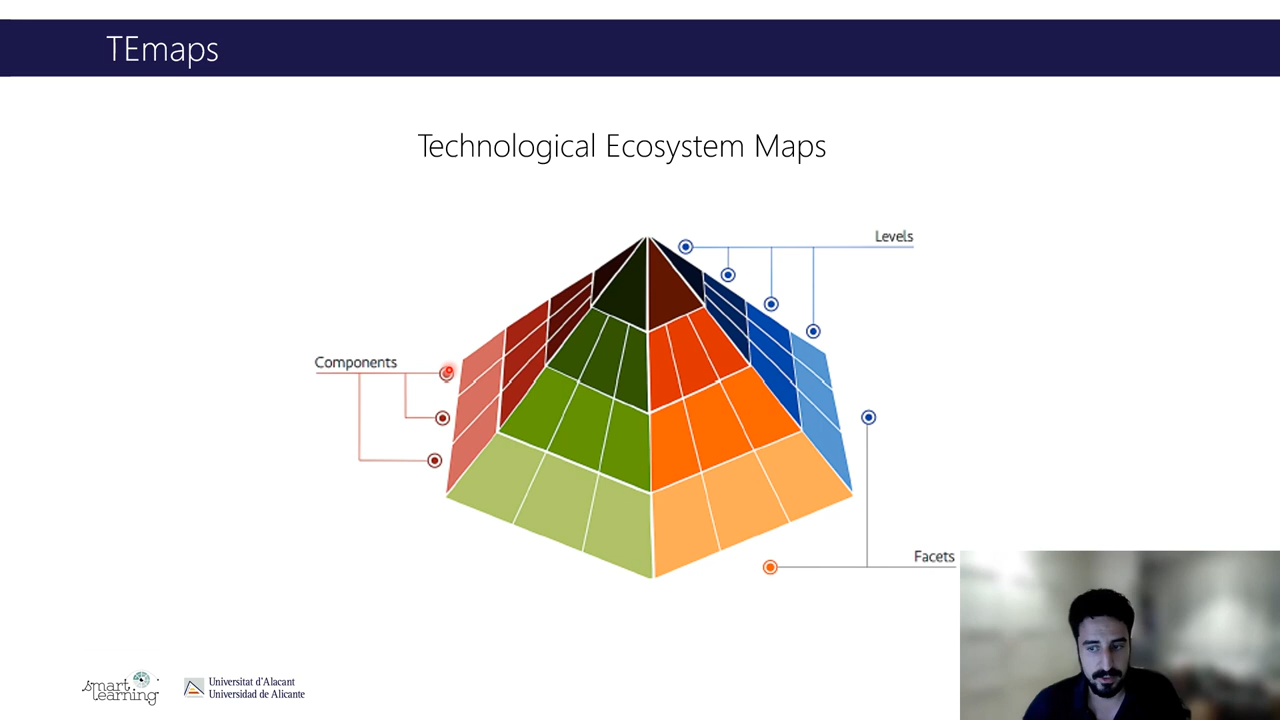 TEmaps
Technological Ecosystem Maps
Levels
Components
Facets
smart
learning
Universitat d'Alacant
Universidad de Alicante